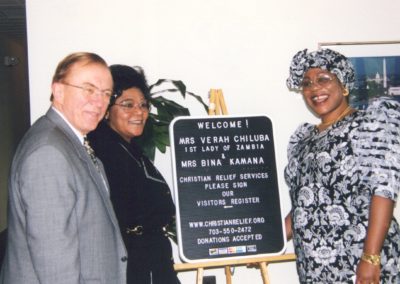 WELCOME!
MRS VERAH CHILUBA
1ST LADY OF ZAMBIA
&
MRS BINA KAMANA
CHRISTIAN RELIEF SERVICES
PLEASE SIGN
OUR
VISITORS REGISTER
WWW.CHRISTIANRELIEF.ORG
703-550-2472
DONATIONS ACCEPTED